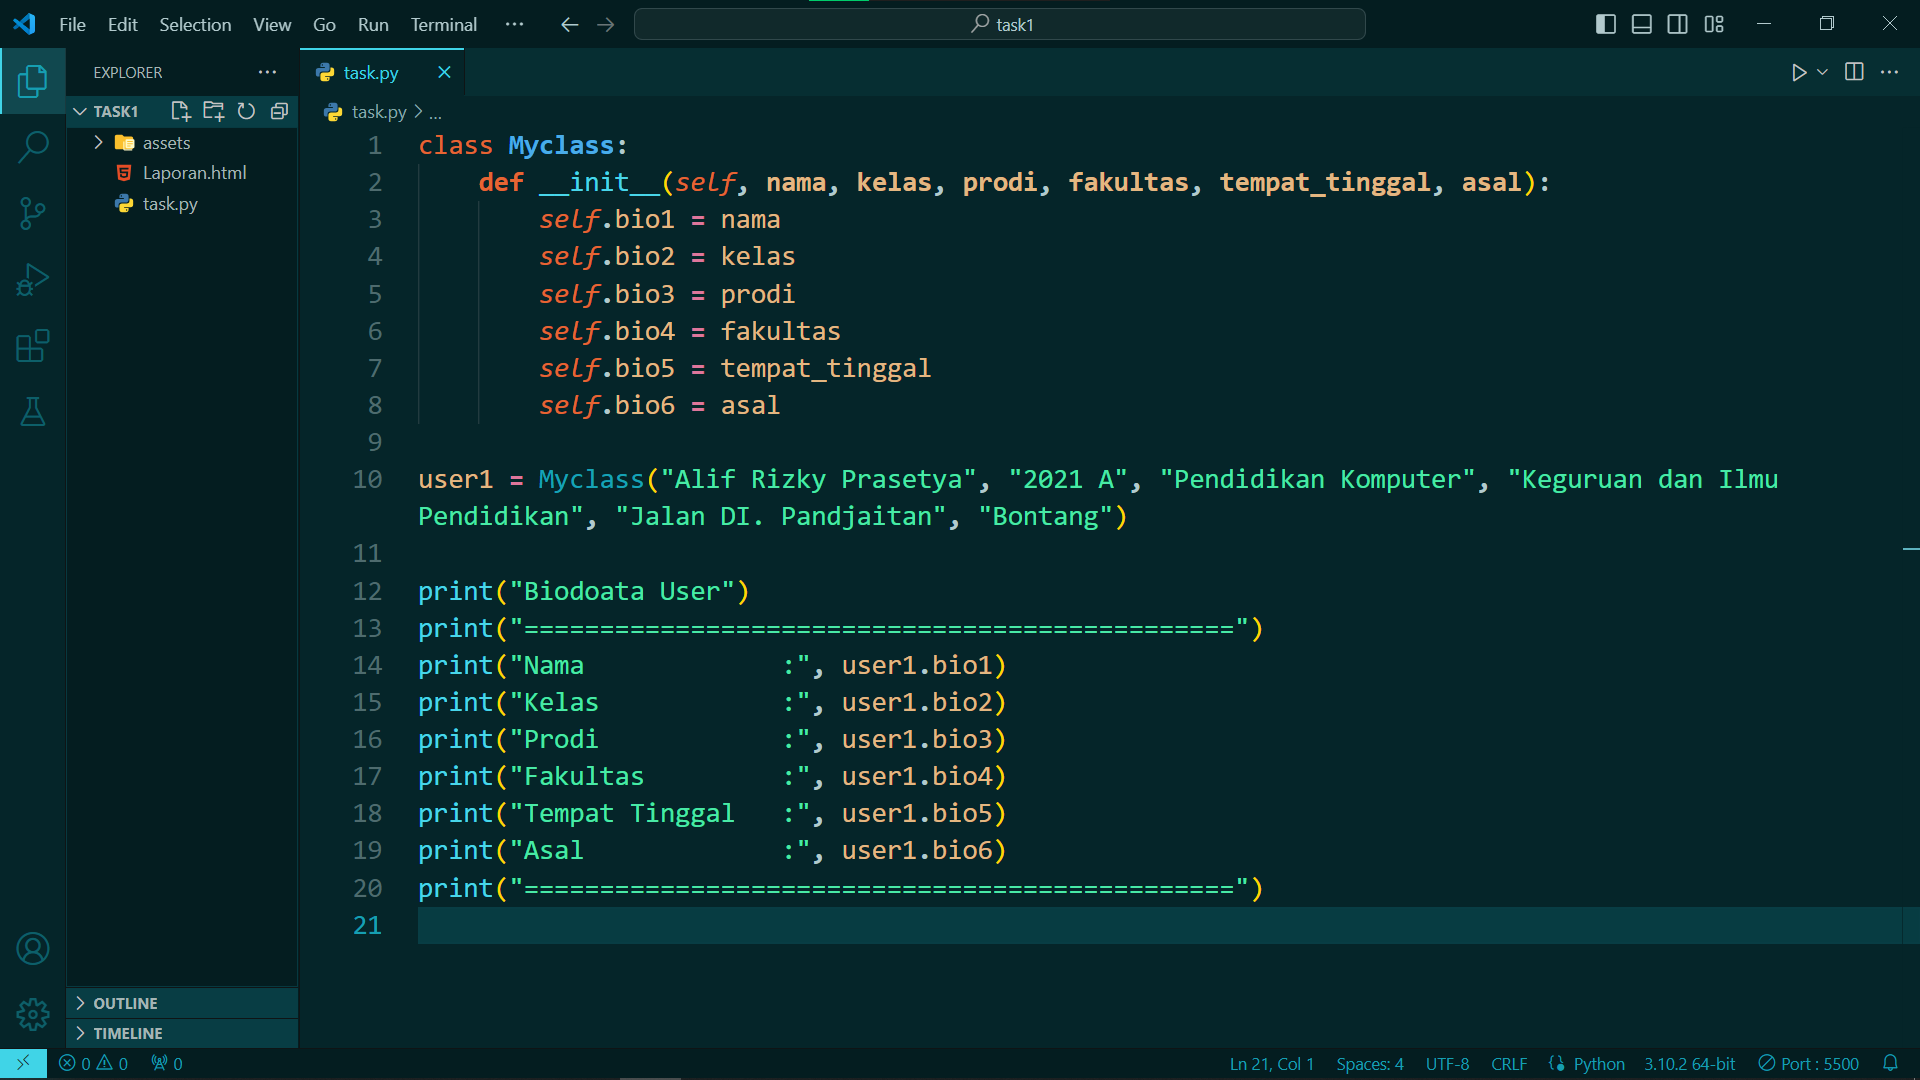 File Edit Selection View Go Run Terminal ... task1
EXPLORER ...
TASK1
assets
Laporan.html
task.py
OUTLINE
TIMELINE
task.py
task.py > ...
1 class Myclass:
2     def __init__(self, nama, kelas, prodi, fakultas, tempat_tinggal, asal):
3         self.bio1 = nama
4         self.bio2 = kelas
5         self.bio3 = prodi
6         self.bio4 = fakultas
7         self.bio5 = tempat_tinggal
8         self.bio6 = asal
9
10 user1 = Myclass("Alif Rizky Prasetya", "2021 A", "Pendidikan Komputer", "Keguruan dan Ilmu
Pendidikan", "Jalan DI. Pandjaitan", "Bontang")
11
12 print("Biodoata User")
13 print("===============================================")
14 print("Nama             :", user1.bio1)
15 print("Kelas            :", user1.bio2)
16 print("Prodi            :", user1.bio3)
17 print("Fakultas         :", user1.bio4)
18 print("Tempat Tinggal   :", user1.bio5)
19 print("Asal             :", user1.bio6)
20 print("===============================================")
21
0 0 0 Ln 21, Col 1 Spaces: 4 UTF-8 CRLF Python 3.10.2 64-bit Port : 5500